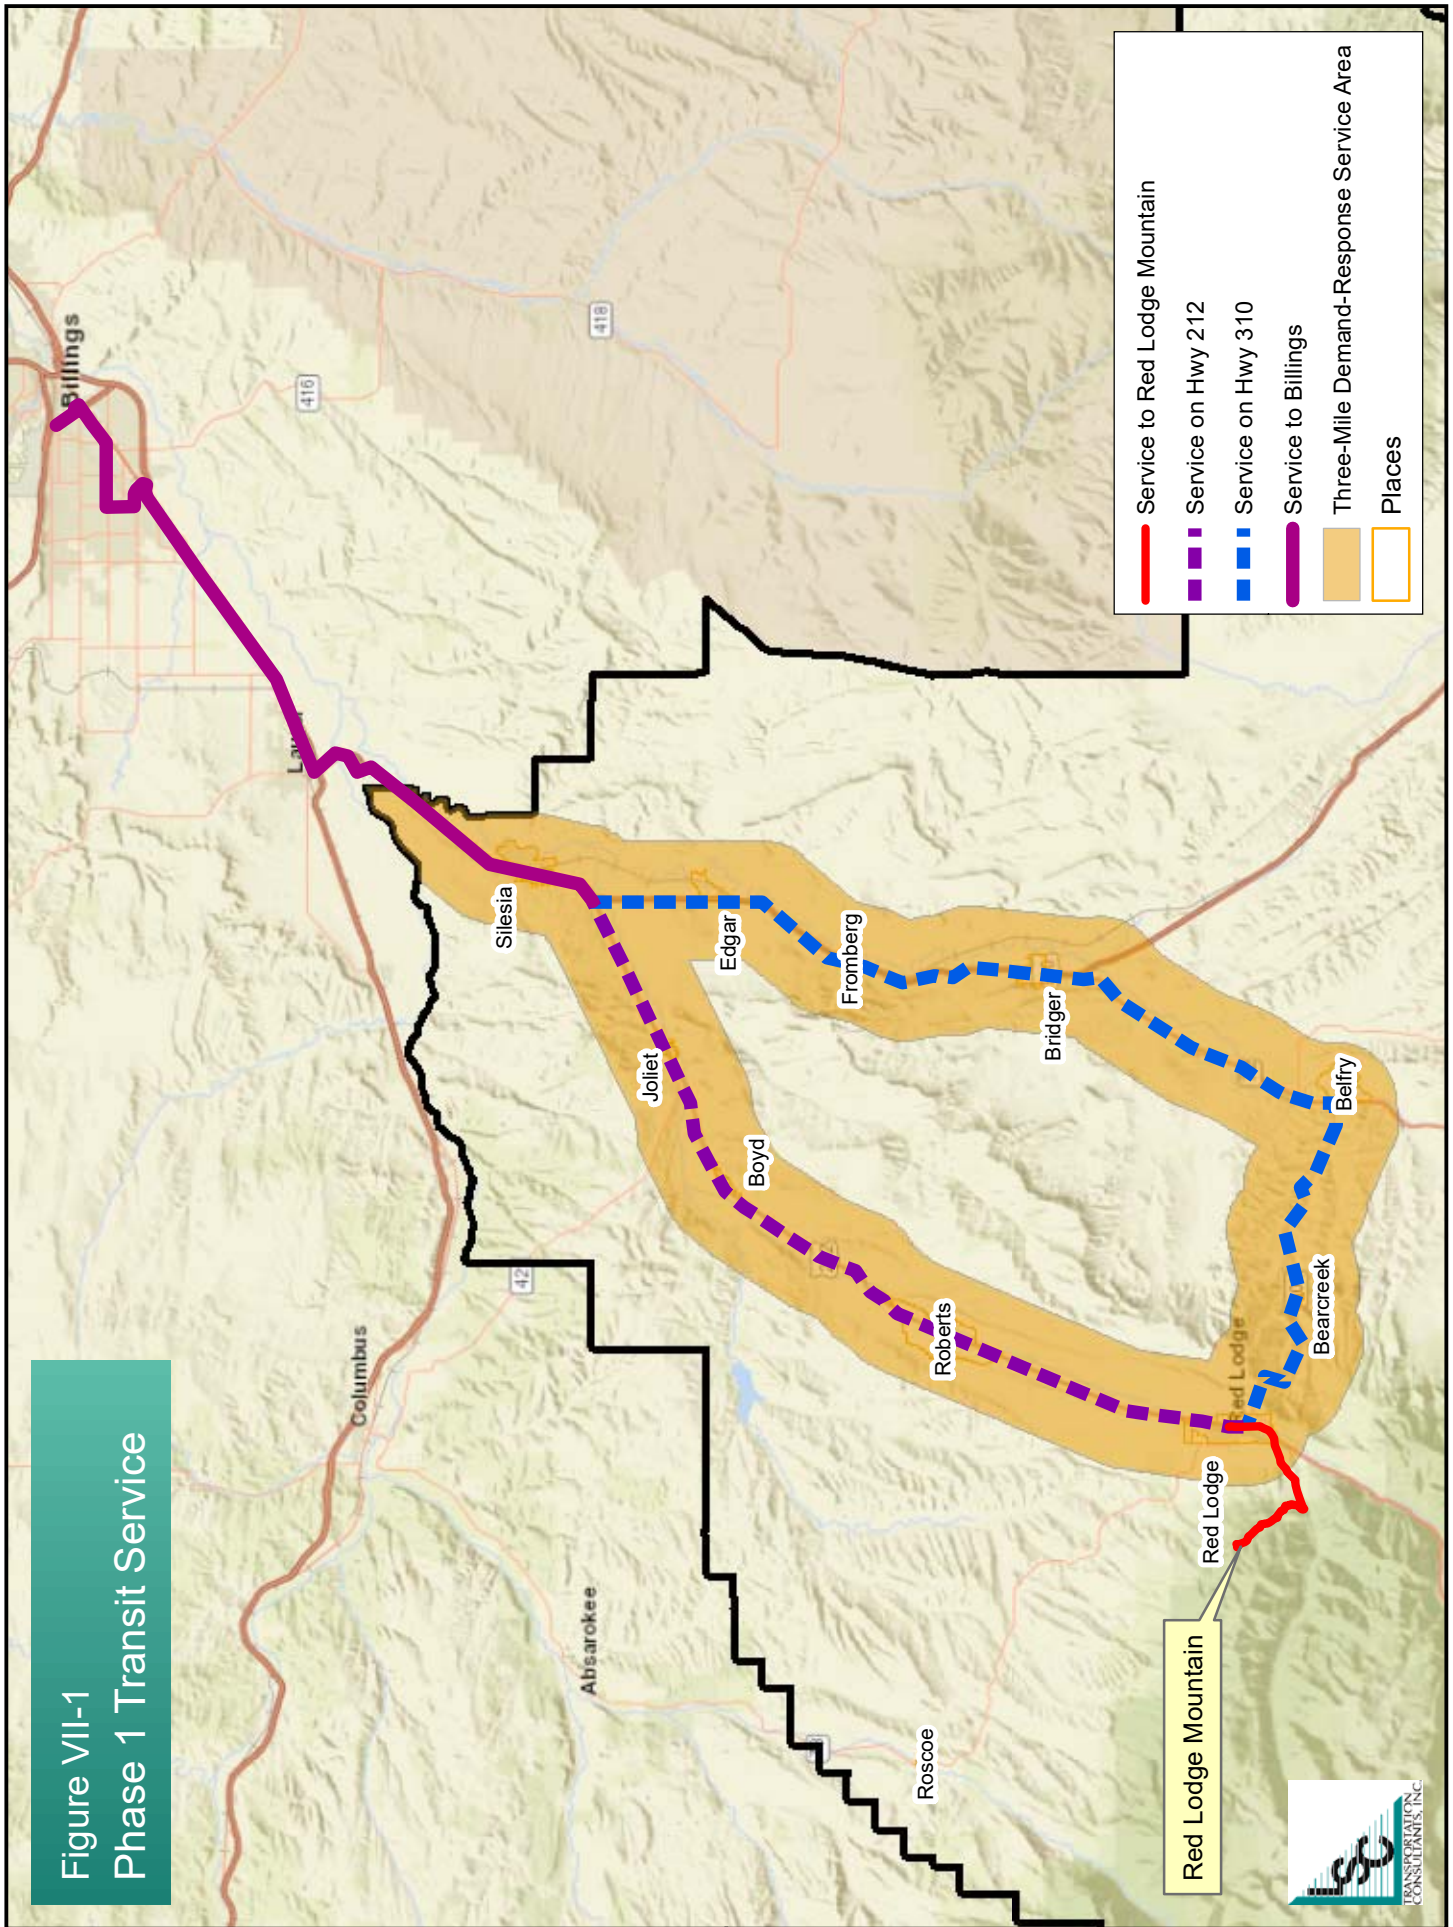 Figure VII-1
Phase 1 Transit Service
Billings
416
418
Columbus
Silesia
Edgar
Fromberg
Joliet
Boyd
Bridger
Roberts
Belfry
Bearcreek
Red Lodge
Red Lodge
Absarokee
Roscoe
Red Lodge Mountain
Service to Red Lodge Mountain
Service on Hwy 212
Service on Hwy 310
Service to Billings
Three-Mile Demand-Response Service Area
Places
LSC
TRANSPORTATION
CONSULTANTS, INC.